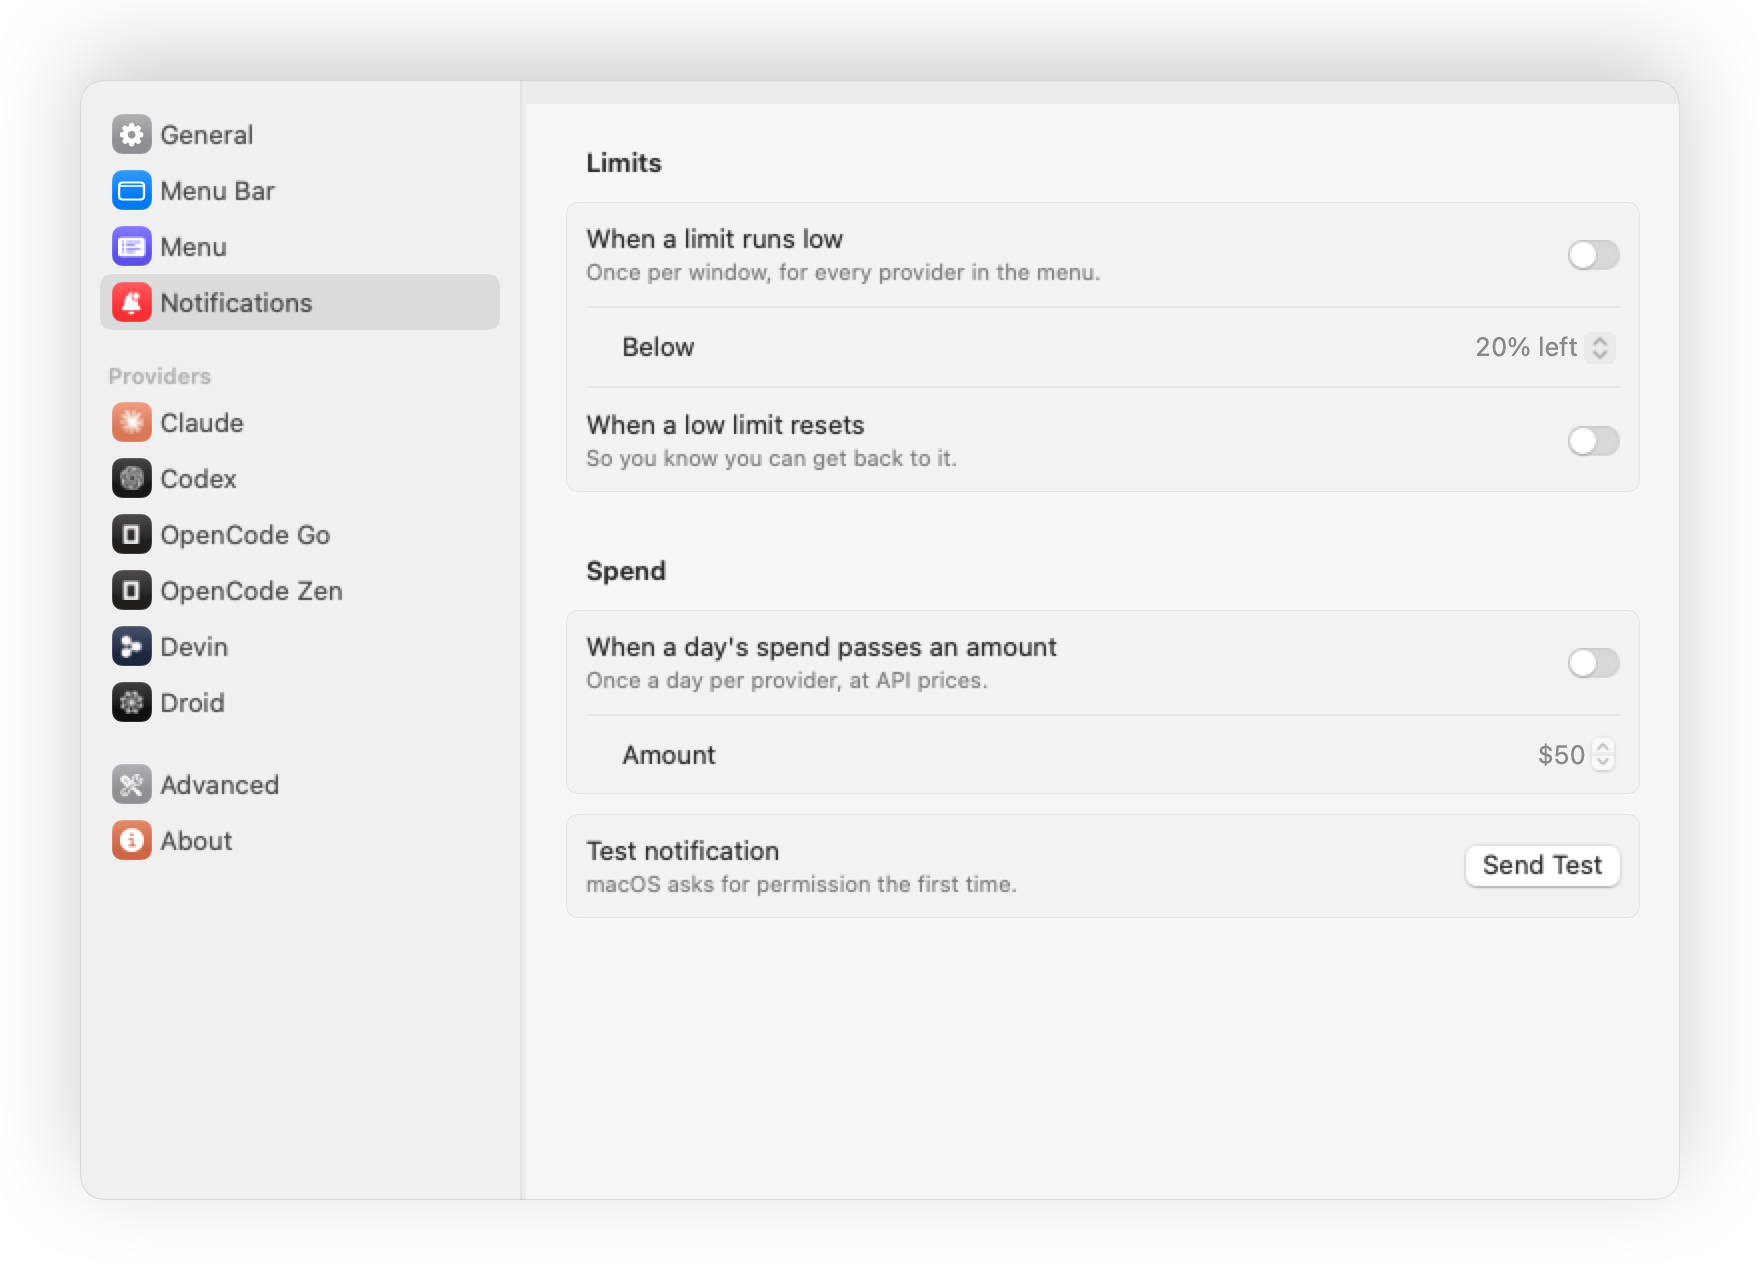 General
Menu Bar
Menu
Notifications
Providers
Claude
Codex
OpenCode Go
OpenCode Zen
Devin
Droid
Advanced
About
Limits
When a limit runs low
Once per window, for every provider in the menu.
Below
20% left
When a low limit resets
So you know you can get back to it.
Spend
When a day's spend passes an amount
Once a day per provider, at API prices.
Amount
$50
Test notification
macOS asks for permission the first time.
Send Test